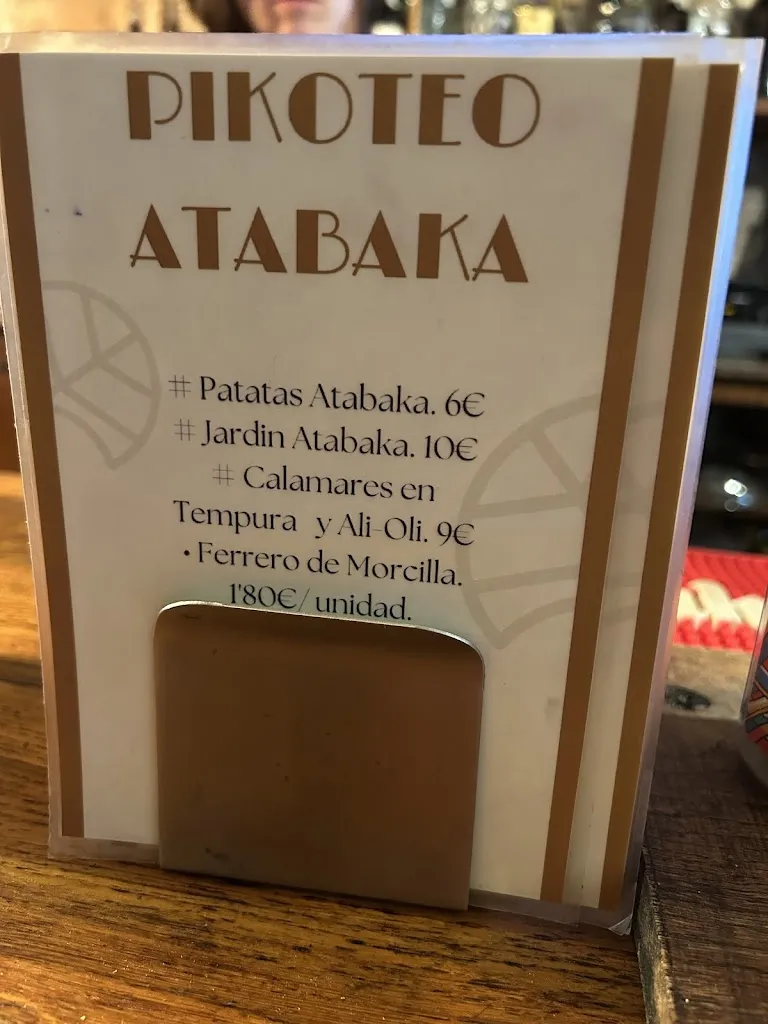 PIKOTEO
ATABAKA
# Patatas Atabaka. 6€
# Jardin Atabaka. 10€
# Calamares en
Tempura y Ali-Oli. 9€
• Ferrero de Morcilla.
1'80€/ unidad.